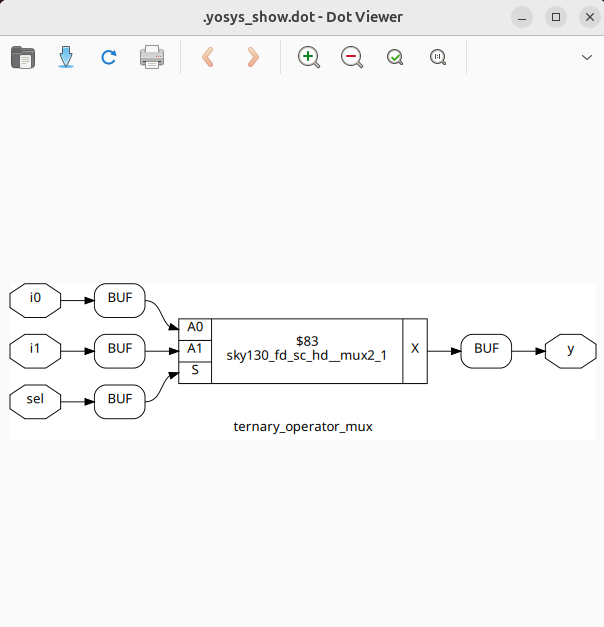 .yosys_show.dot - Dot Viewer
i0
BUF
A0
i1
BUF
A1
$83
sky130_fd_sc_hd__mux2_1
X
BUF
y
sel
BUF
S
ternary_operator_mux